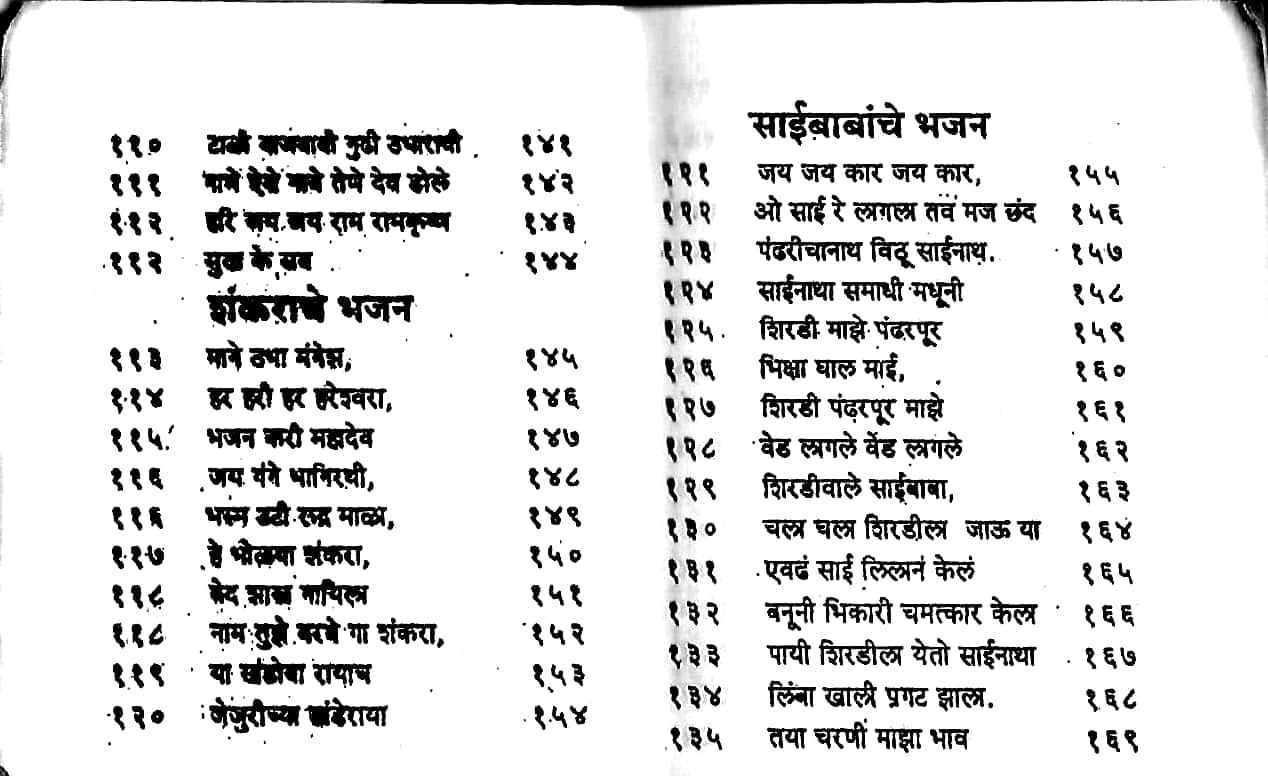 ११० टाळी वाजवावी गुढी उभारावी १४१
१११ गाणे ऐसे गावे तेणे देव डोले १४२
११२ हरि जय जय राम रामकृष्ण १४३
११२ सुख के सब १४४
शंकराचे भजन
११३ मागे उभा मंगेश, १४५
११४ हर हरी हर हरेश्वरा, १४६
११५ भजन करी महादेव १४७
११६ जय गंगे भागिरथी, १४८
११६ भस्म उटी रुद्र माळा, १४९
११७ हे भोळ्या शंकरा, १५०
११८ वेद शास्त्र गायिला १५१
११८ नाम तुझे बरवे गा शंकरा, १५२
११९ या खंडोबा रायाच १५३
१२० जेजुरीच्या खंडेराया १५४
साईबाबांचे भजन
१२१ जय जय कार जय कार, १५५
१२२ ओ साई रे लागला तव मज छंद १५६
१२३ पंढरीचानाथ विठू साईनाथ. १५७
१२४ साईनाथा समाधी मधूनी १५८
१२५ शिरडी माझे पंढरपूर १५९
१२६ भिक्षा घाल माई, १६०
१२७ शिरडी पंढरपूर माझे १६१
१२८ वेड लागले वेंड लागले १६२
१२९ शिरडीवाले साईबाबा, १६३
१३० चला चला शिरडीला जाऊ या १६४
१३१ एवढं साई लिलानं केलं १६५
१३२ बनूनी भिकारी चमत्कार केला १६६
१३३ पायी शिरडीला येतो साईनाथा १६७
१३४ लिंबा खाली प्रगट झाला. १६८
१३५ तया चरणीं माझा भाव १६९